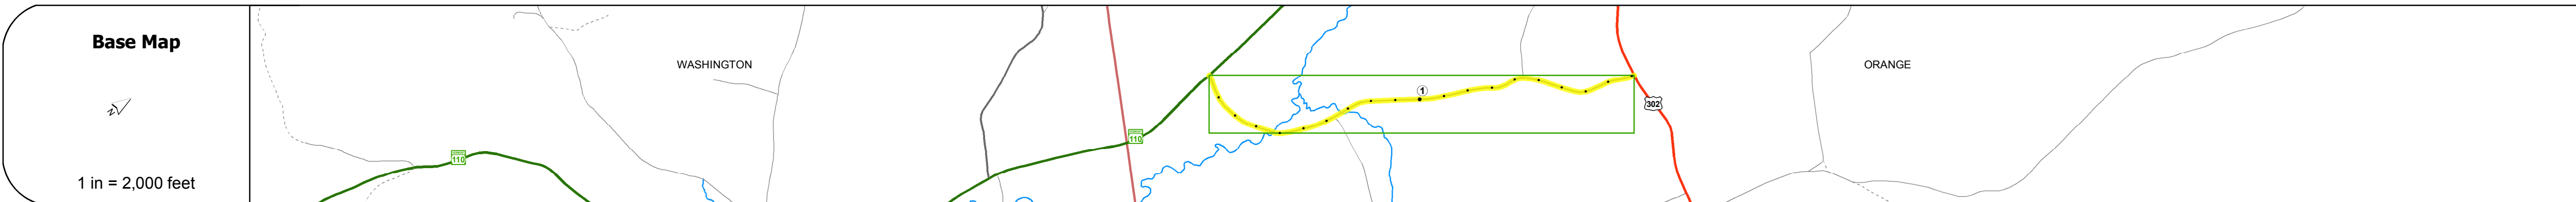 Base Map
N
1 in = 2,000 feet
WASHINGTON
110
110
1
302
ORANGE